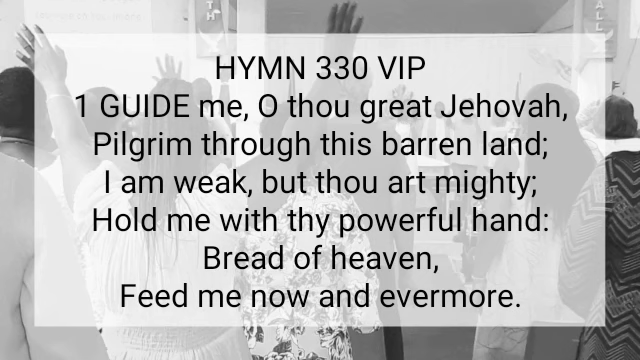 HYMN 330 VIP
1 GUIDE me, O thou great Jehovah,
Pilgrim through this barren land;
I am weak, but thou art mighty;
Hold me with thy powerful hand:
Bread of heaven,
Feed me now and evermore.